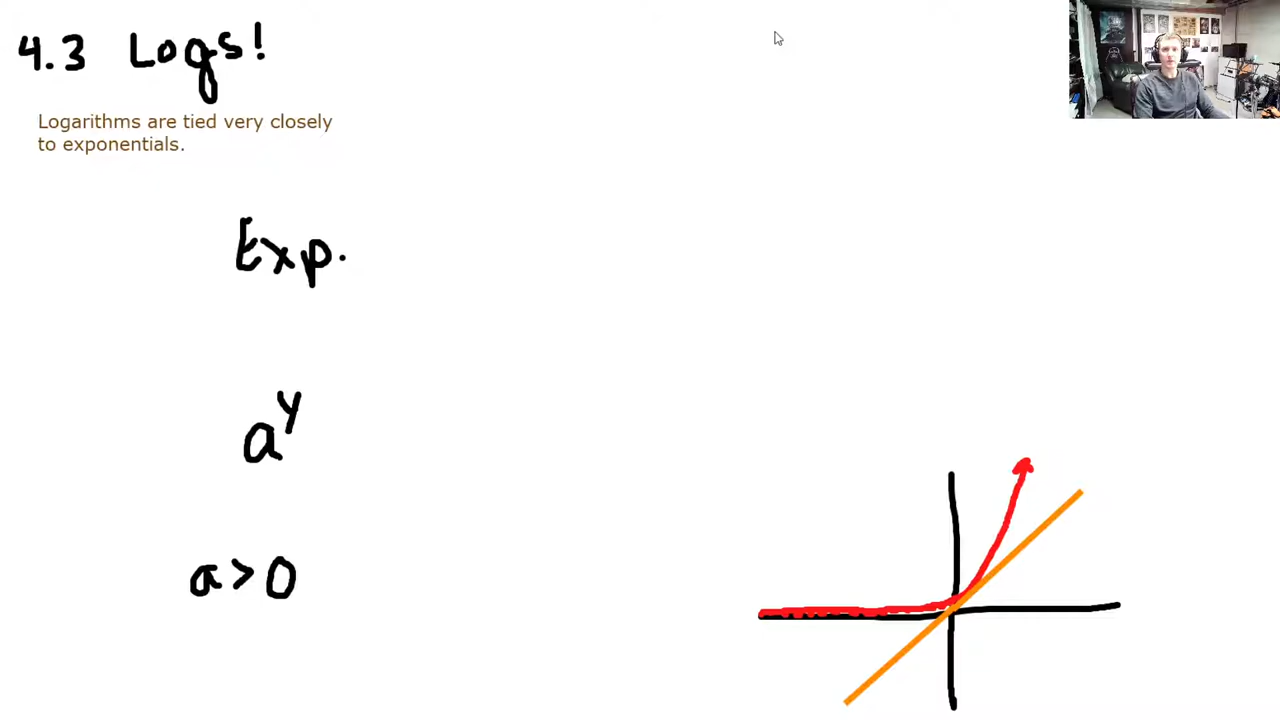 4.3 Logs!
Logarithms are tied very closely
to exponentials.
Exp.
a^y
a>0